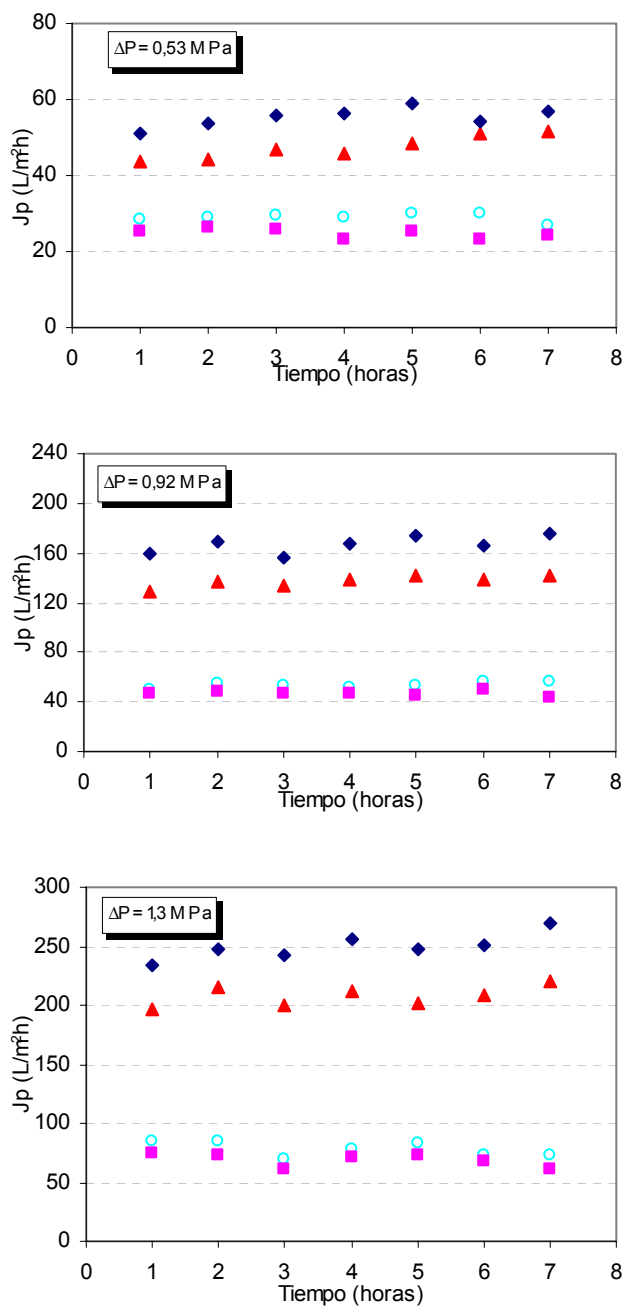 80
ΔP = 0,53 M Pa
60
40
20
0
Jp (L/m²h)
0 1 2 3 4 5 6 7 8
Tiempo (horas)
240
ΔP = 0,92 M Pa
200
160
120
80
40
0
Jp (L/m²h)
0 1 2 3 4 5 6 7 8
Tiempo (horas)
300
ΔP = 1,3 M Pa
250
200
150
100
50
0
Jp (L/m²h)
0 1 2 3 4 5 6 7 8
Tiempo (horas)